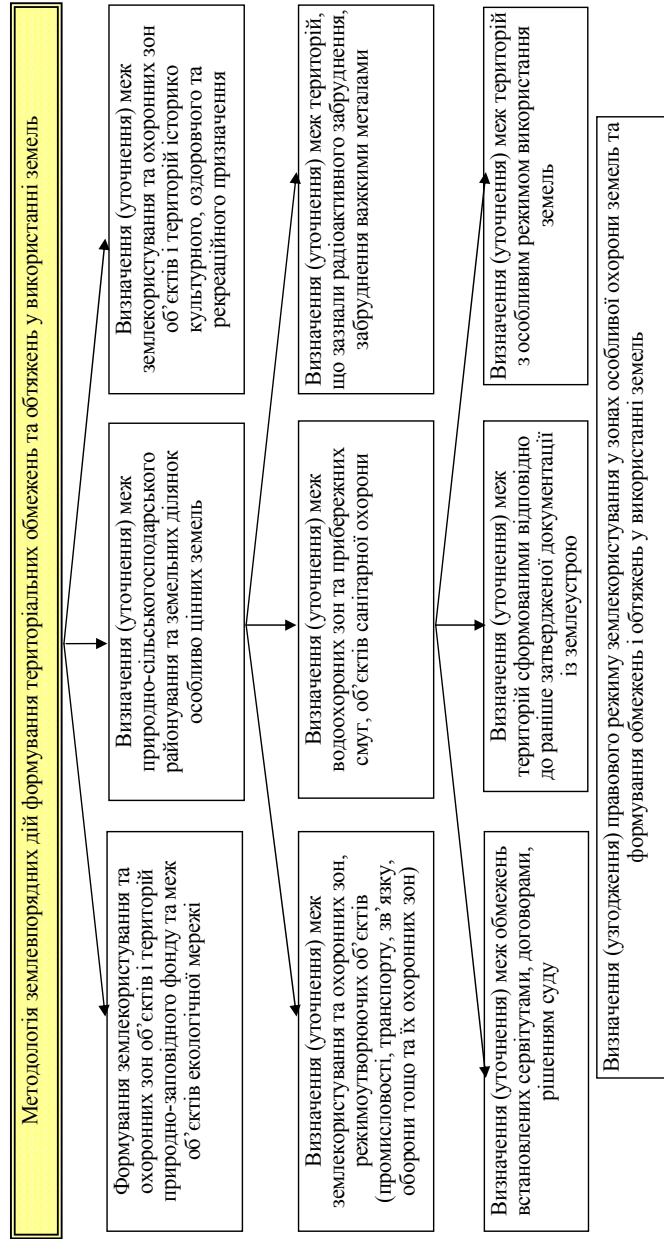 Методологія землевпорядних дій формування територіальних обмежень та обтяжень у використанні земель
Формування землекористування та
охоронних зон об’єктів і територій
природно-заповідного фонду та меж
об’єктів екологічної мережі
Визначення (уточнення) меж
природно-сільськогосподарського
районування та земельних ділянок
особливо цінних земель
Визначення (уточнення) меж
землекористування та охоронних зон
об’єктів і територій історико
культурного, оздоровчого та
рекреаційного призначення
Визначення (уточнення) меж
землекористування та охоронних зон,
режимоутворюючих об’єктів
(промисловості, транспорту, зв’язку,
оборони тощо та їх охоронних зон)
Визначення (уточнення) меж
водоохороних зон та прибережних
смуг, об’єктів санітарної охорони
Визначення (уточнення) меж територій,
що зазнали радіоактивного забруднення,
забруднення важкими металами
Визначення (уточнення) меж обмежень
встановлених сервітутами, договорами,
рішенням суду
Визначення (уточнення) меж
територій сформованими відповідно
до раніше затвердженої документації
із землеустрою
Визначення (уточнення) меж територій
з особливим режимом використання
земель
Визначення (узгодження) правового режиму землекористування у зонах особливої охорони земель та
формування обмежень і обтяжень у використанні земель